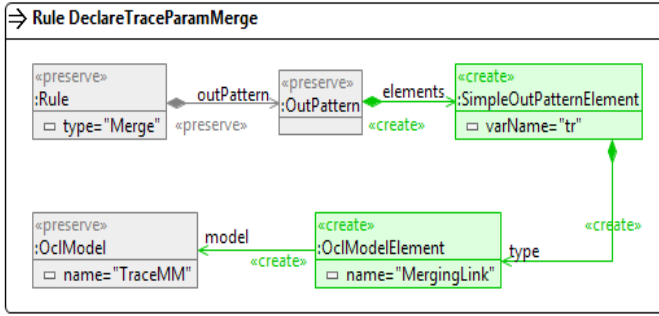 Rule DeclareTraceParamMerge
«preserve»
:Rule
type="Merge"
outPattern
«preserve»
«preserve»
:OutPattern
elements
«create»
«create»
:SimpleOutPatternElement
varName="tr"
«preserve»
:OclModel
name="TraceMM"
model
«create»
«create»
:OclModelElement
name="MergingLink"
type
«create»